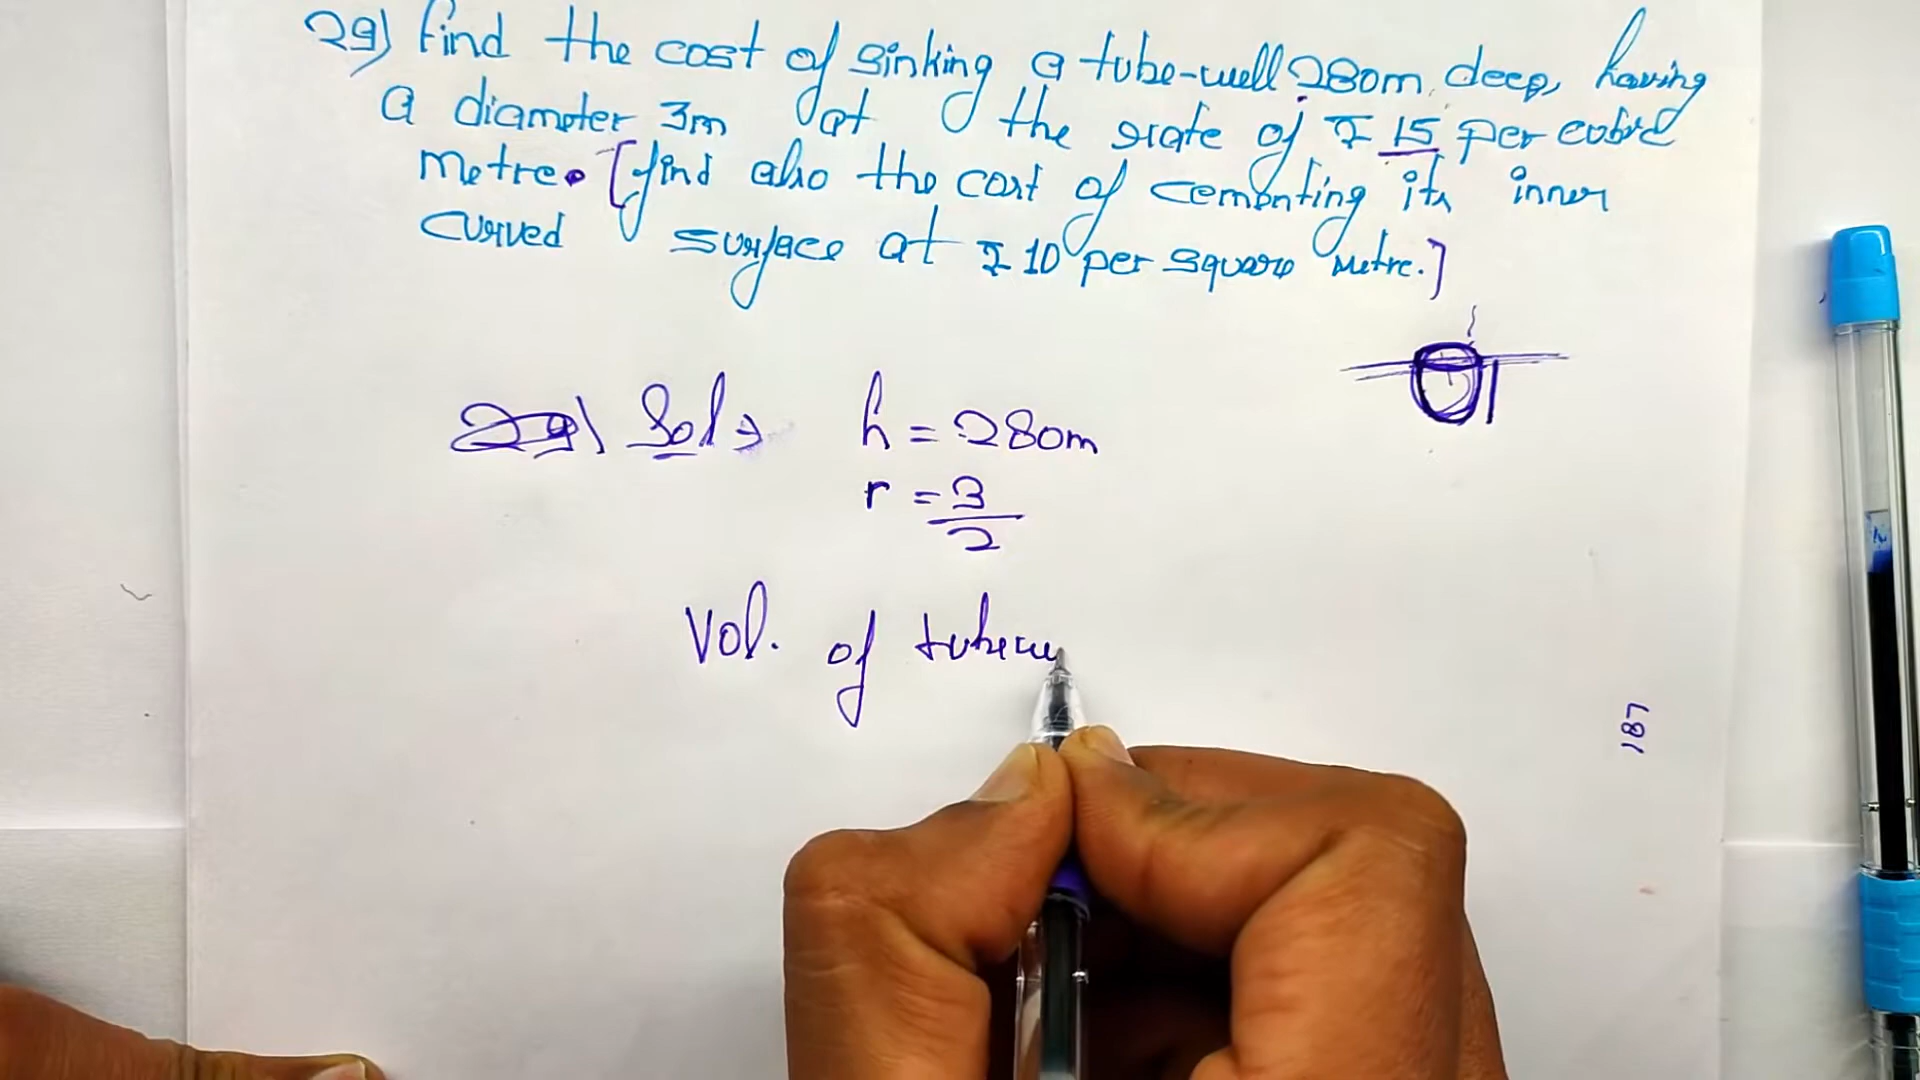 29) Find the cost of sinking a tube-well 280m deep, having
a diameter 3m at the rate of ₹ 15 per cubic
metre. [find also the cost of cementing its inner
curved surface at ₹ 10 per square metre.]
29) Sol⇒ h = 280m
r = 3/2
Vol. of tubew
187